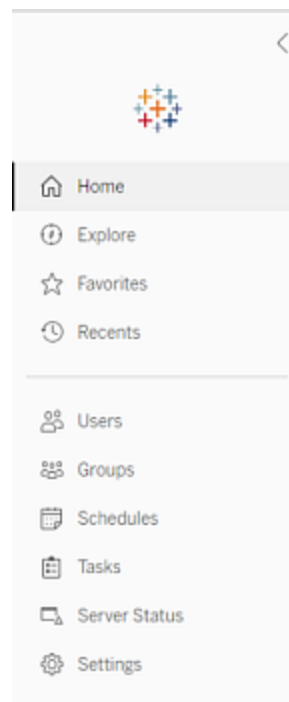 Home
Explore
Favorites
Recents
Users
Groups
Schedules
Tasks
Server Status
Settings